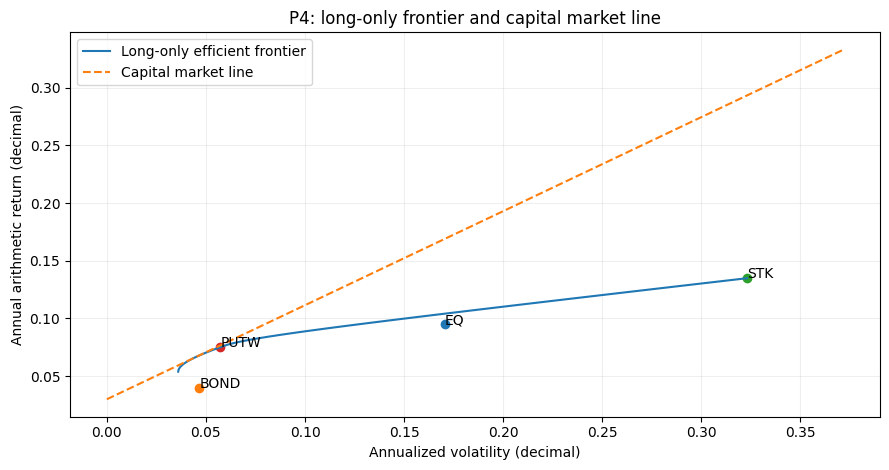 P4: long-only frontier and capital market line
Long-only efficient frontier
Capital market line
Annual arithmetic return (decimal)
0.30
0.25
0.20
0.15
0.10
0.05
STK
EQ
PUTW
BOND
0.00 0.05 0.10 0.15 0.20 0.25 0.30 0.35
Annualized volatility (decimal)